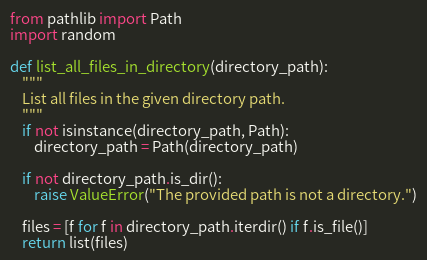 from pathlib import Path
import random

def list_all_files_in_directory(directory_path):
    """
    List all files in the given directory path.
    """
    if not isinstance(directory_path, Path):
        directory_path = Path(directory_path)

    if not directory_path.is_dir():
        raise ValueError("The provided path is not a directory.")

    files = [f for f in directory_path.iterdir() if f.is_file()]
    return list(files)